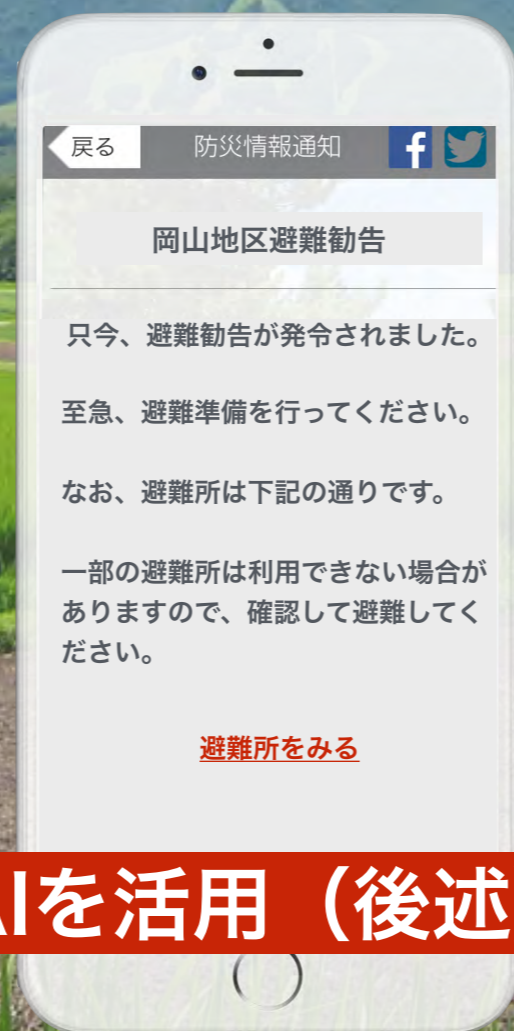 戻る
防災情報通知
岡山地区避難勧告
只今、避難勧告が発令されました。
至急、避難準備を行ってください。
なお、避難所は下記の通りです。
一部の避難所は利用できない場合が
ありますので、確認して避難してく
ださい。
避難所をみる
AIを活用（後述